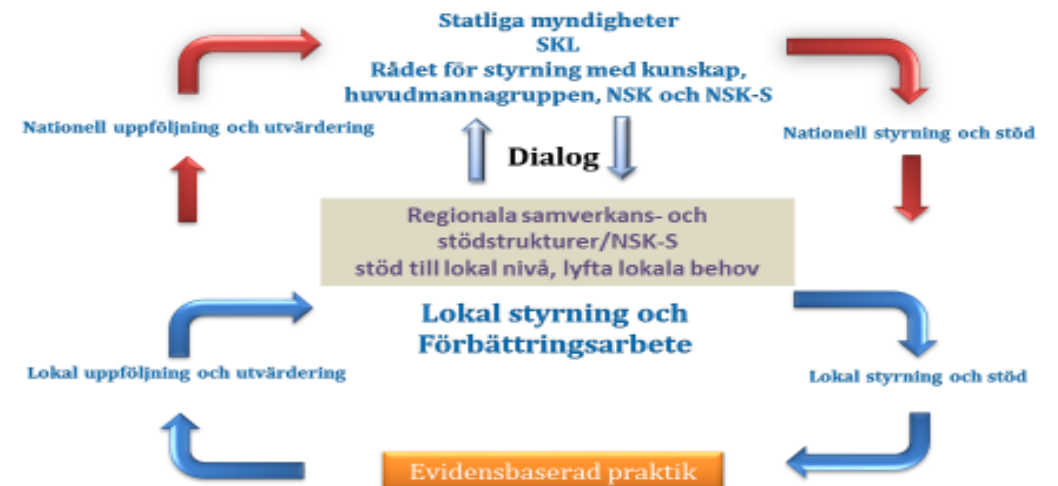 Statliga myndigheter
SKL
Rådet för styrning med kunskap,
huvudmannagruppen, NSK och NSK-S
Nationell uppföljning och utvärdering
Nationell styrning och stöd
Dialog
Regionala samverkans- och
stödstrukturer/NSK-S
stöd till lokal nivå, lyfta lokala behov
Lokal styrning och
Förbättringsarbete
Lokal uppföljning och utvärdering
Lokal styrning och stöd
Evidensbaserad praktik